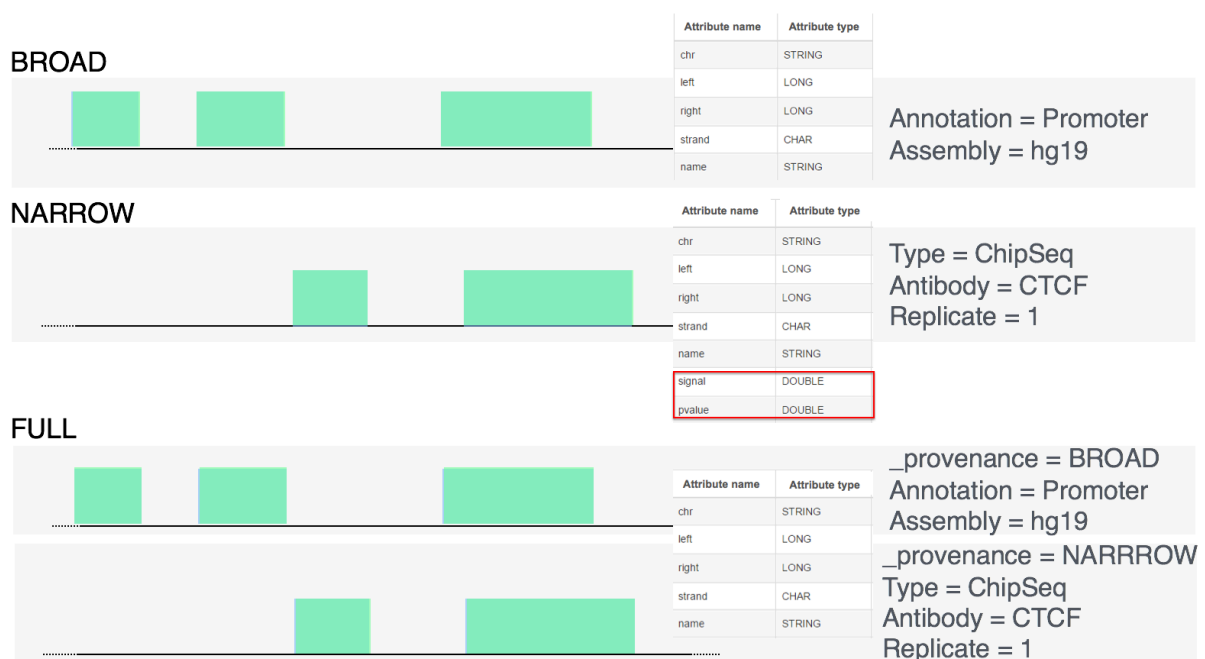 Attribute name Attribute type
BROAD
chr STRING
left LONG
right LONG
strand CHAR
name STRING
Annotation = Promoter
Assembly = hg19
NARROW
Attribute name Attribute type
chr STRING
left LONG
right LONG
strand CHAR
name STRING
signal DOUBLE
pvalue DOUBLE
Type = ChipSeq
Antibody = CTCF
Replicate = 1
FULL
Attribute name Attribute type
chr STRING
left LONG
right LONG
strand CHAR
name STRING
_provenance = BROAD
Annotation = Promoter
Assembly = hg19
_provenance = NARRROW
Type = ChipSeq
Antibody = CTCF
Replicate = 1